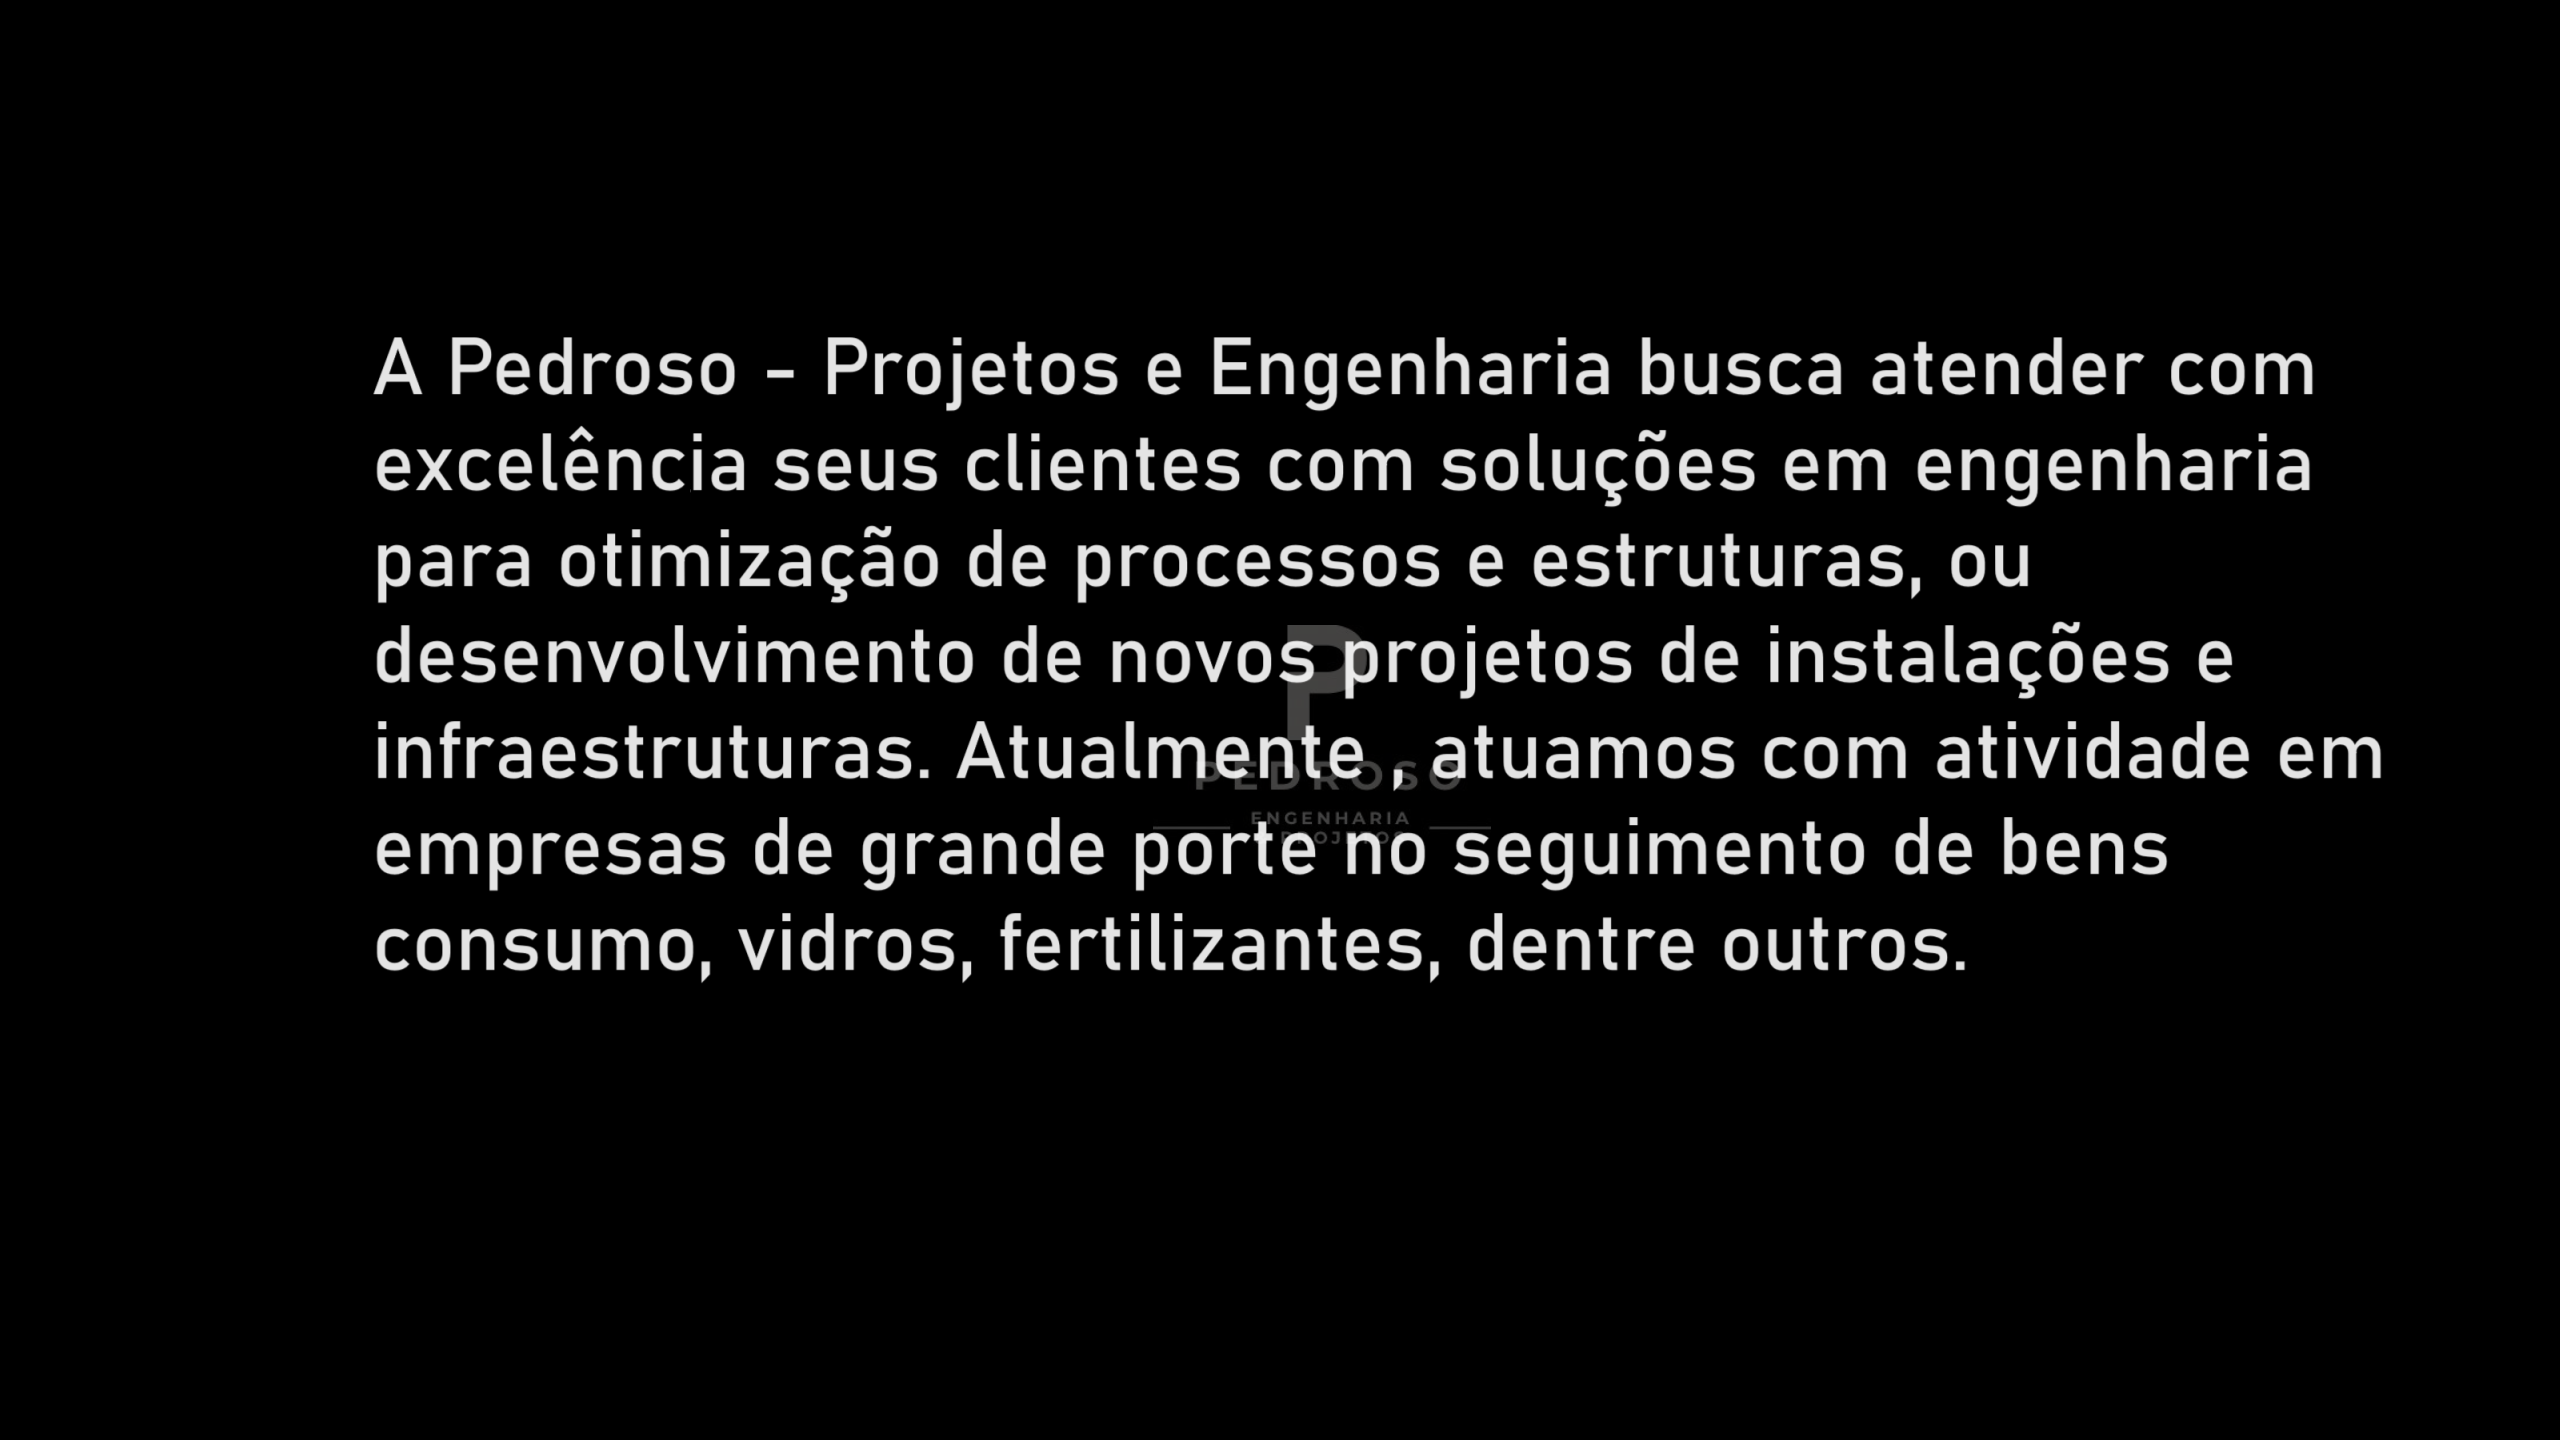 A Pedroso - Projetos e Engenharia busca atender com
excelência seus clientes com soluções em engenharia
para otimização de processos e estruturas, ou
desenvolvimento de novos projetos de instalações e
infraestruturas. Atualmente , atuamos com atividade em
empresas de grande porte no seguimento de bens
consumo, vidros, fertilizantes, dentre outros.
P
PEDROSO
ENGENHARIA
PROJETOS